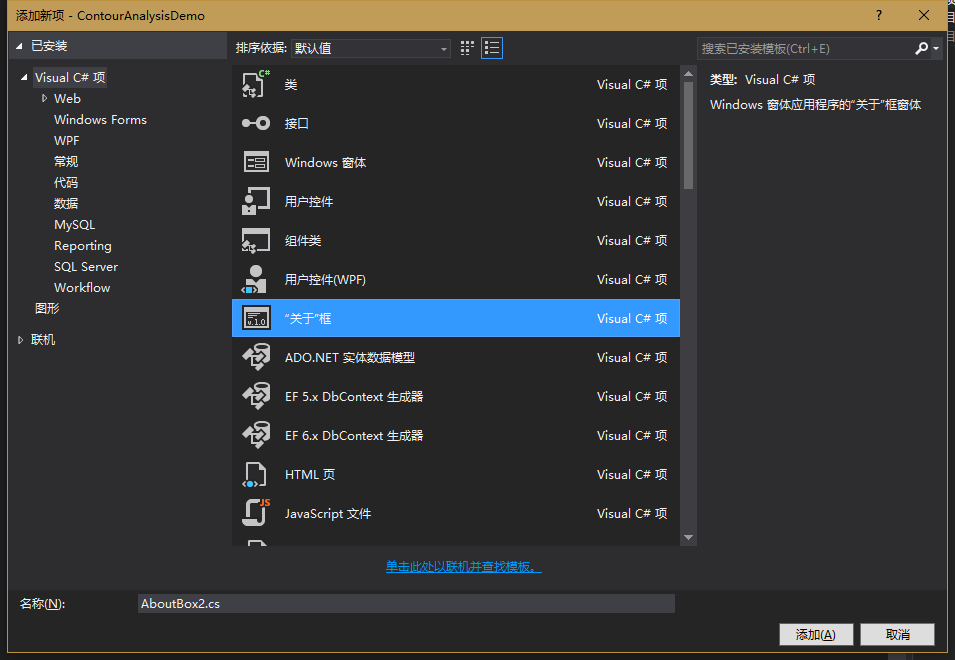 添加新项 - ContourAnalysisDemo
?
已安装
排序依据: 默认值
搜索已安装模板(Ctrl+E)
Visual C# 项
Web
Windows Forms
WPF
常规
代码
数据
MySQL
Reporting
SQL Server
Workflow
图形
联机
C#
类 Visual C# 项
接口 Visual C# 项
Windows 窗体 Visual C# 项
用户控件 Visual C# 项
组件类 Visual C# 项
用户控件(WPF) Visual C# 项
v.1.0
“关于”框 Visual C# 项
ADO.NET 实体数据模型 Visual C# 项
EF 5.x DbContext 生成器 Visual C# 项
EF 6.x DbContext 生成器 Visual C# 项
HTML 页 Visual C# 项
JS
JavaScript 文件 Visual C# 项
类型: Visual C# 项
Windows 窗体应用程序的“关于”框窗体
单击此处以联机并查找模板。
名称(N): AboutBox2.cs
添加(A)
取消